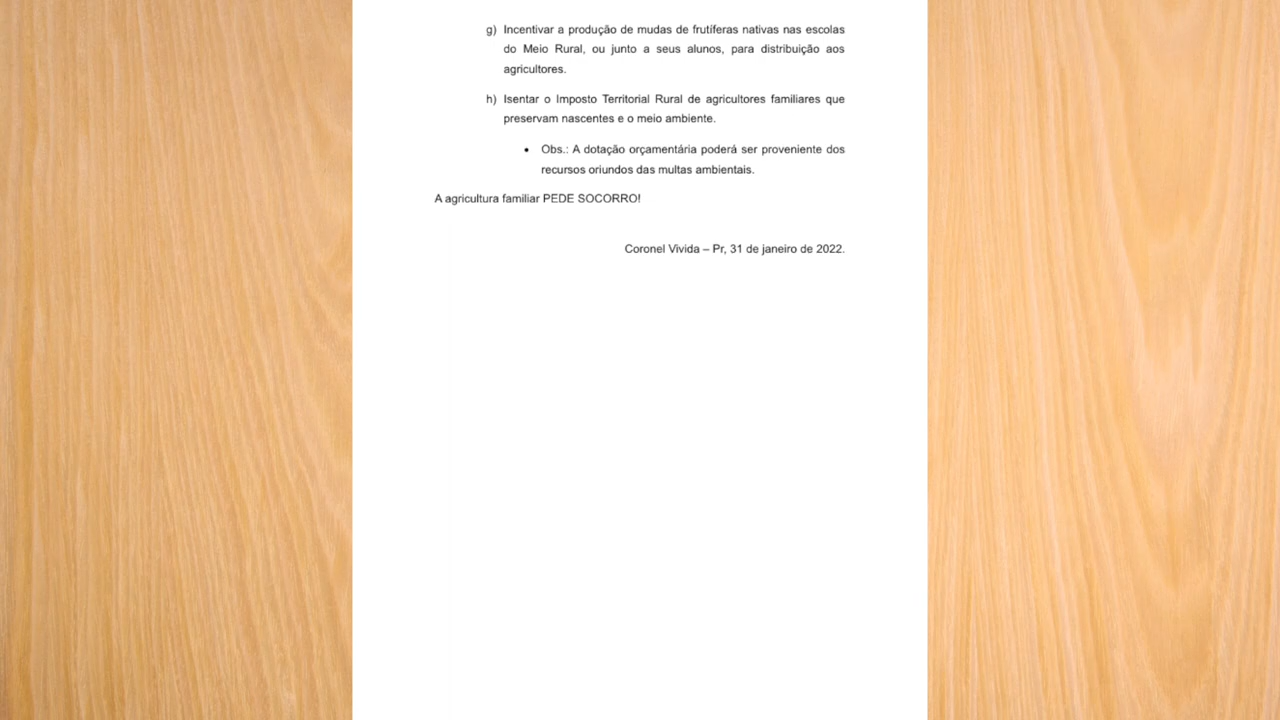 g) Incentivar a produção de mudas de frutíferas nativas nas escolas
do Meio Rural, ou junto a seus alunos, para distribuição aos
agricultores.
h) Isentar o Imposto Territorial Rural de agricultores familiares que
preservam nascentes e o meio ambiente.
• Obs.: A dotação orçamentária poderá ser proveniente dos
recursos oriundos das multas ambientais.
A agricultura familiar PEDE SOCORRO!
Coronel Vivida – Pr, 31 de janeiro de 2022.